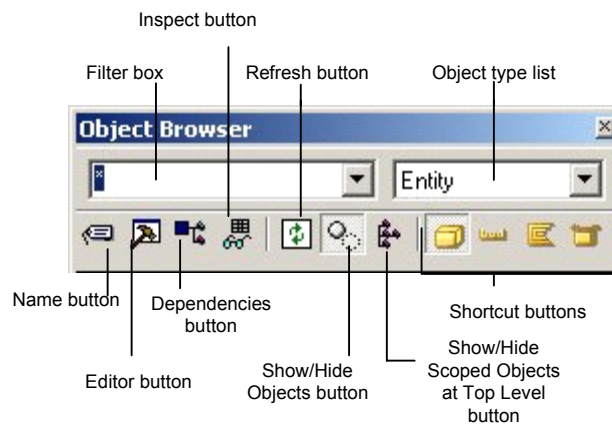 Inspect button
Filter box
Refresh button
Object type list
Object Browser
*
Entity
Name button
Dependencies
button
Shortcut buttons
Editor button
Show/Hide
Objects button
Show/Hide
Scoped Objects
at Top Level
button